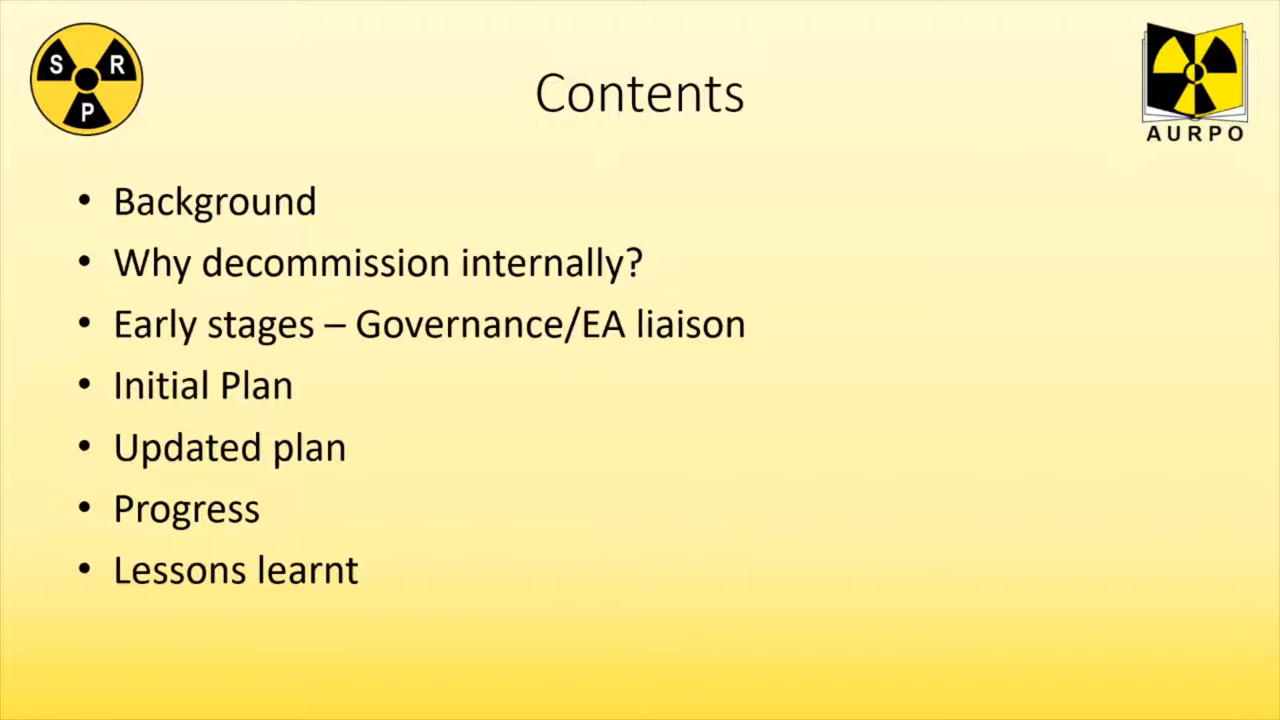 S R
P
AURPO
Contents
• Background
• Why decommission internally?
• Early stages – Governance/EA liaison
• Initial Plan
• Updated plan
• Progress
• Lessons learnt